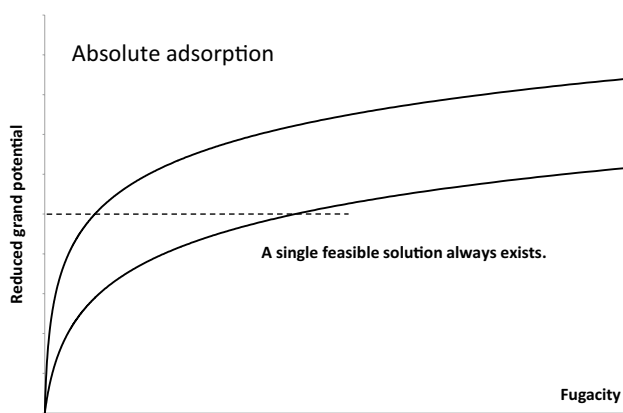 Absolute adsorption
Reduced grand potential
A single feasible solution always exists.
Fugacity